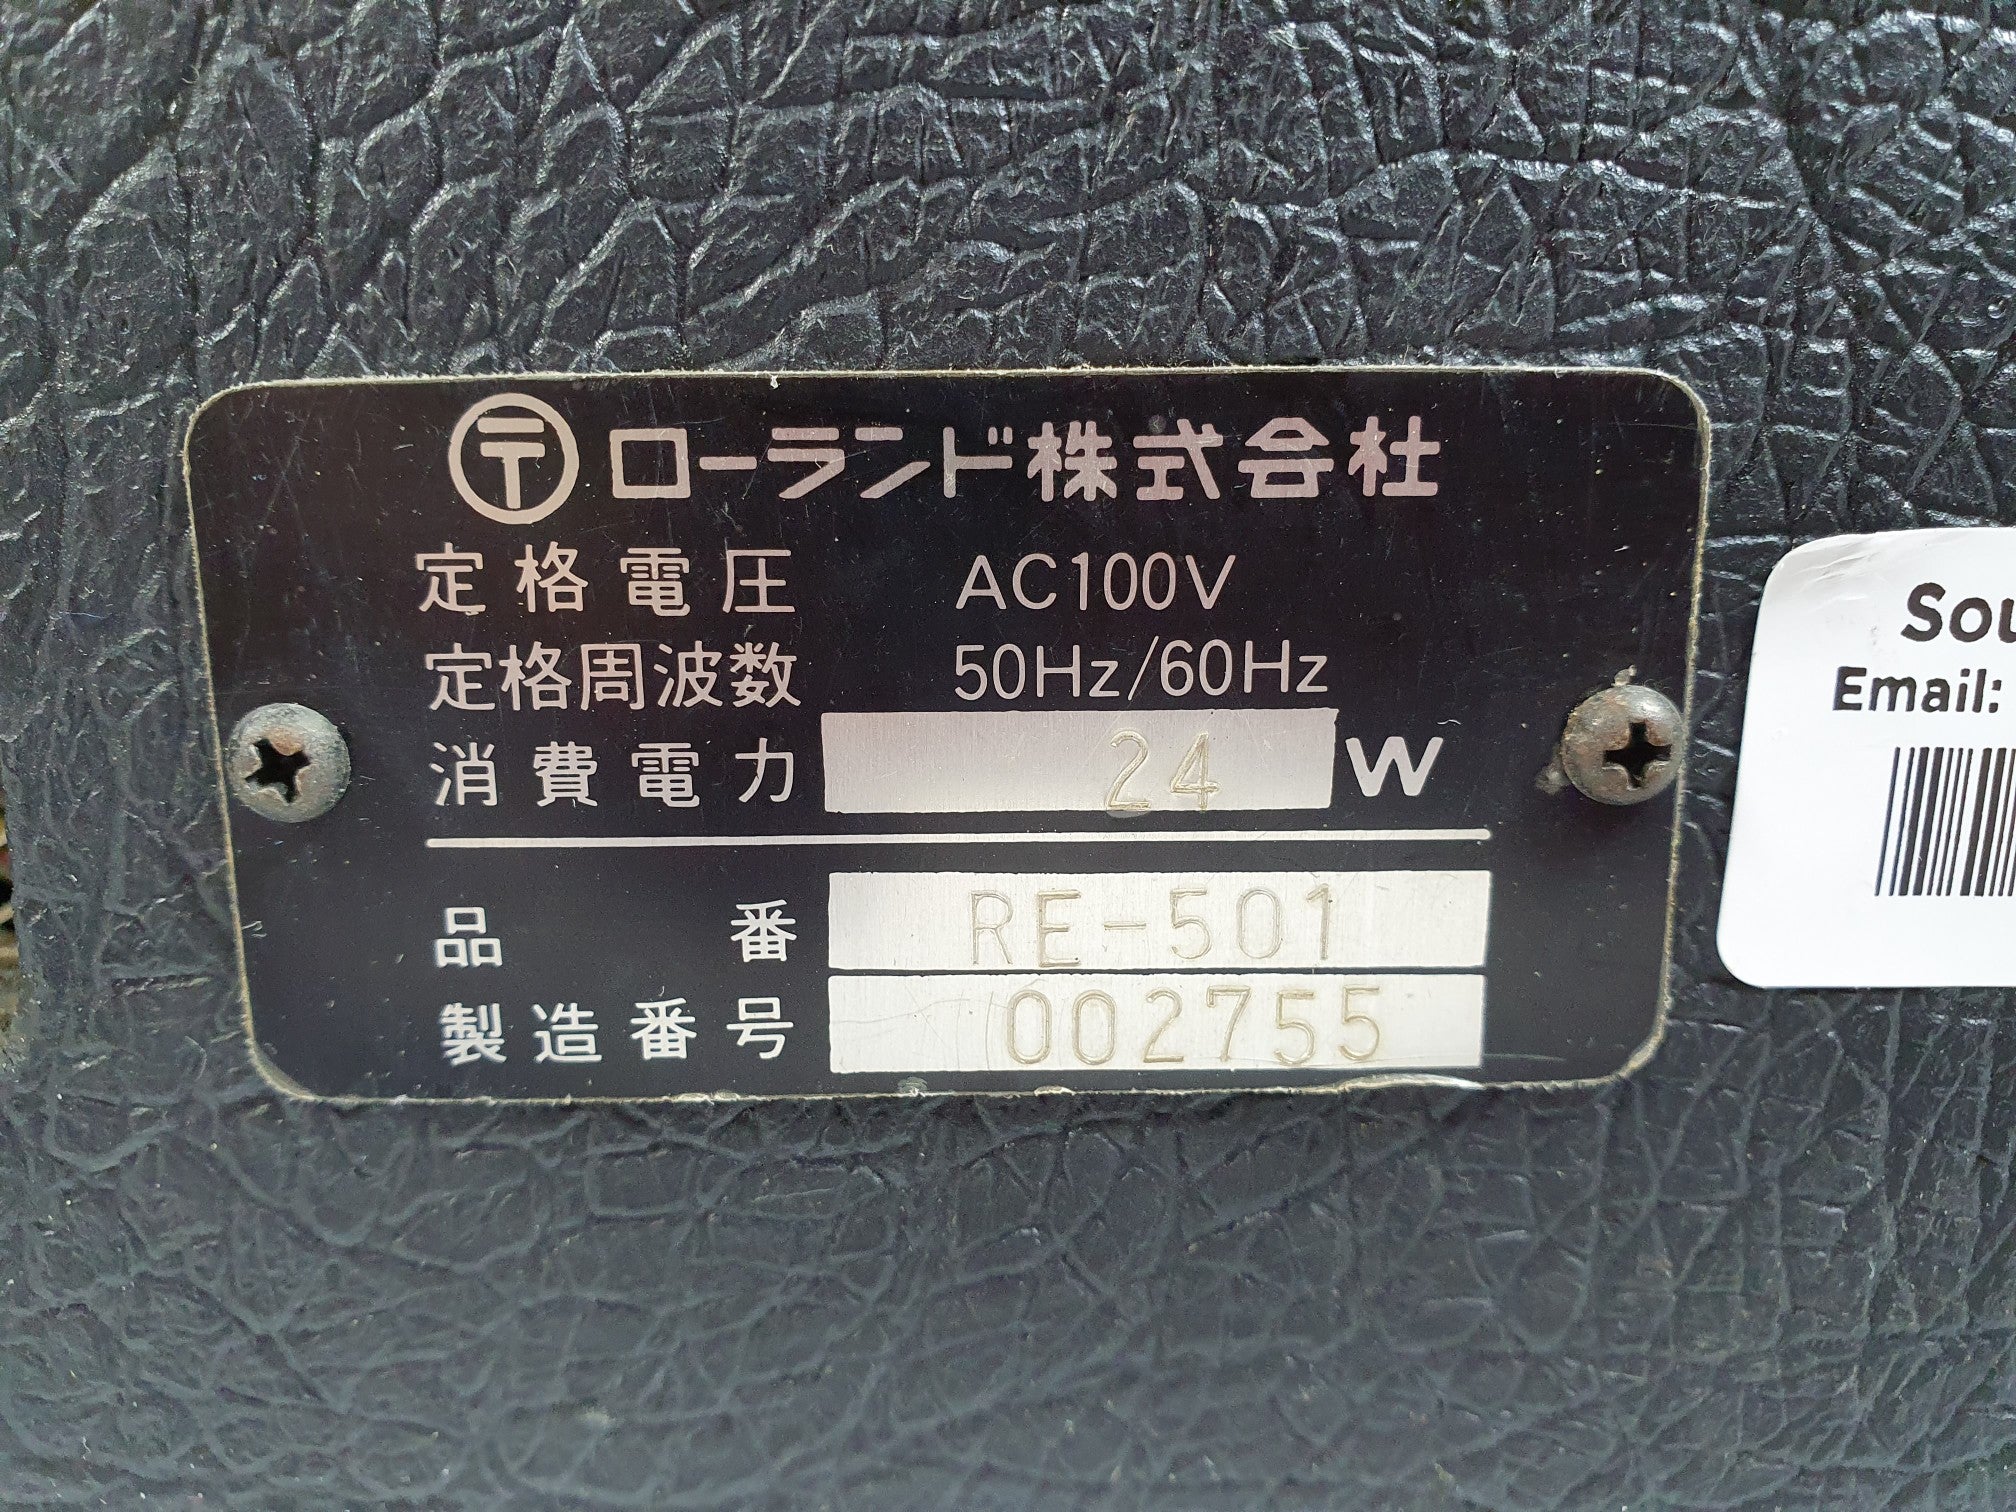 〒 ローランド株式会社
定格電圧 AC100V
定格周波数 50Hz/60Hz
消費電力 24 W
品番 RE-501
製造番号 002755
Email: